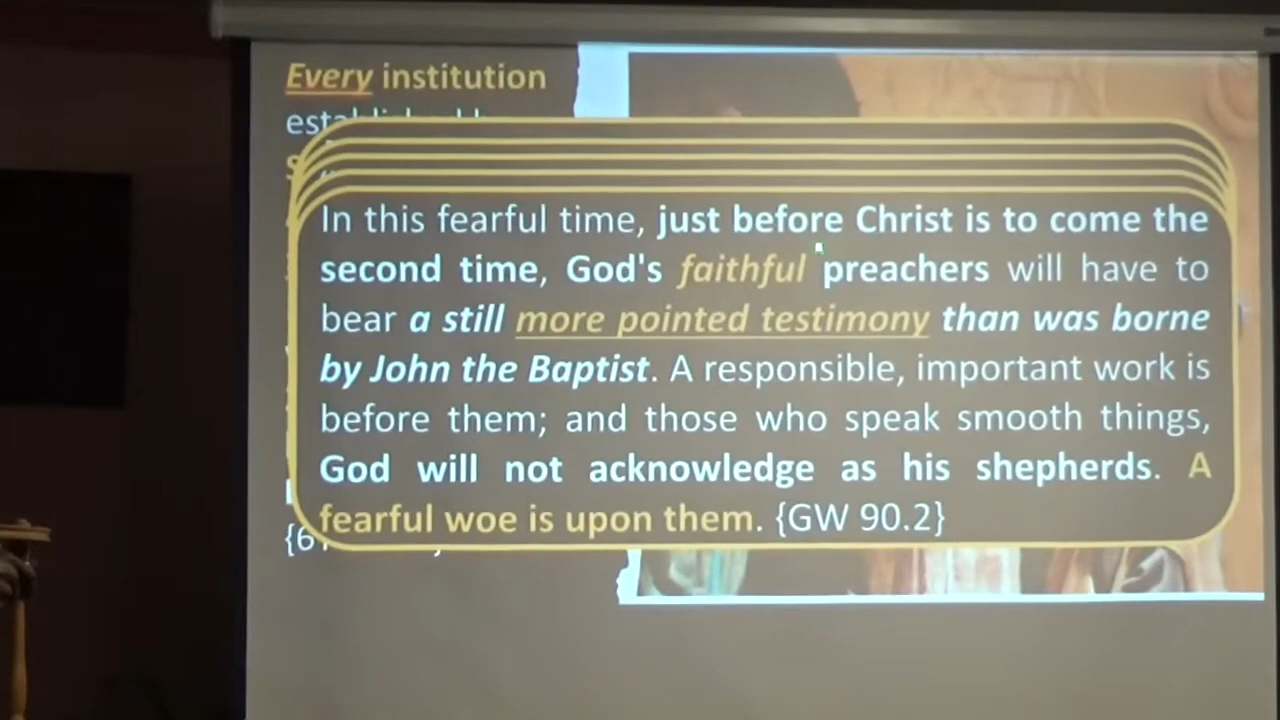 Every institution
In this fearful time, just before Christ is to come the
second time, God's faithful preachers will have to
bear a still more pointed testimony than was borne
by John the Baptist. A responsible, important work is
before them; and those who speak smooth things,
God will not acknowledge as his shepherds. A
fearful woe is upon them. {GW 90.2}